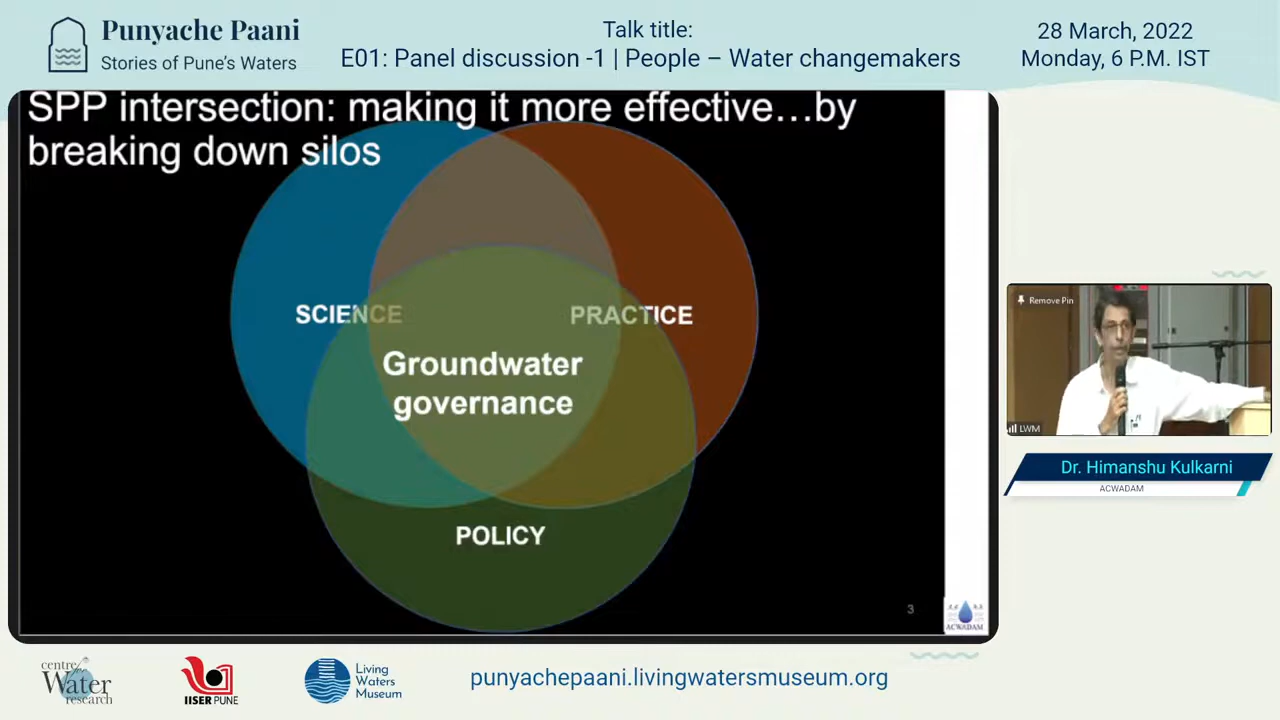 Punyache Paani
Stories of Pune's Waters
Talk title:
E01: Panel discussion -1 | People – Water changemakers
28 March, 2022
Monday, 6 P.M. IST
SPP intersection: making it more effective…by
breaking down silos
SCIENCE
PRACTICE
Groundwater
governance
POLICY
3
ACWADAM
Remove Pin
LWM
Dr. Himanshu Kulkarni
ACWADAM
centre
for
Water
research
IISER PUNE
Living
Waters
Museum
punyachepaani.livingwatersmuseum.org